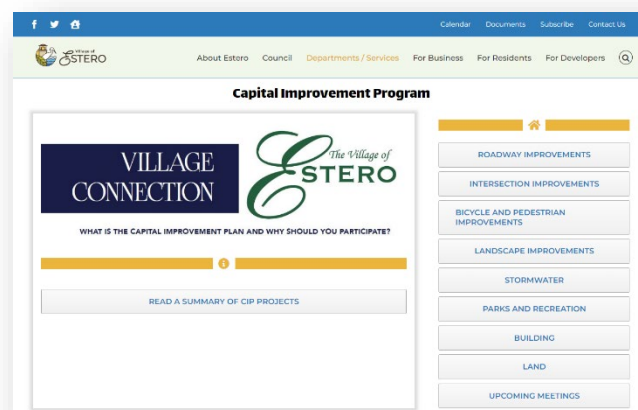 f
Calendar Documents Subscribe Contact Us
Village of
ESTERO
About Estero Council Departments / Services For Business For Residents For Developers
Capital Improvement Program
VILLAGE
CONNECTION
The Village of
ESTERO
WHAT IS THE CAPITAL IMPROVEMENT PLAN AND WHY SHOULD YOU PARTICIPATE?
READ A SUMMARY OF CIP PROJECTS
ROADWAY IMPROVEMENTS
INTERSECTION IMPROVEMENTS
BICYCLE AND PEDESTRIAN
IMPROVEMENTS
LANDSCAPE IMPROVEMENTS
STORMWATER
PARKS AND RECREATION
BUILDING
LAND
UPCOMING MEETINGS